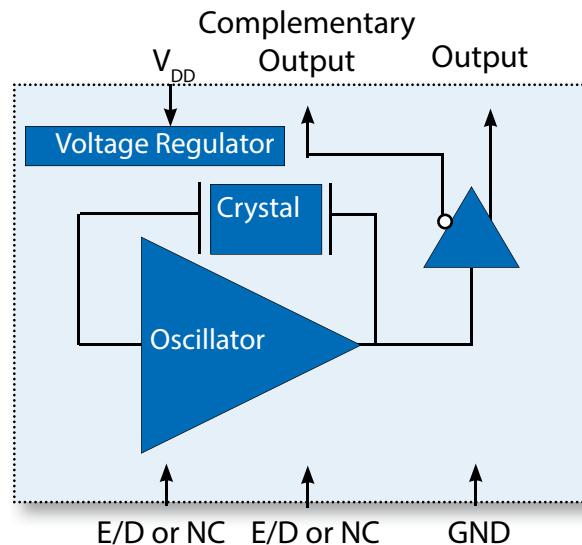 Complementary
Output
Output
VDD
Voltage Regulator
Crystal
Oscillator
E/D or NC
E/D or NC
GND